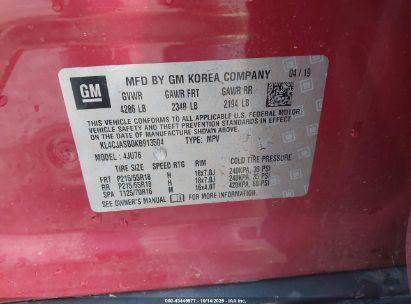 GM
MFD BY GM KOREA COMPANY 04/19
GVWR GAWR FRT GAWR RR
4286 LB 2348 LB 2194 LB
THIS VEHICLE CONFORMS TO ALL APPLICABLE U.S. FEDERAL MOTOR
VEHICLE SAFETY, BUMPER, AND THEFT PREVENTION STANDARDS IN EFFECT
ON THE DATE OF MANUFACTURE SHOWN ABOVE.
KL4CJASB0KB913504 TYPE: MPV
MODEL: 4JU76
TIRE SIZE SPEED RTG RIM COLD TIRE PRESSURE
FRT P215/55R18 H 18x7.0J 240KPA, 35 PSI
RR P215/55R18 H 18x7.0J 240KPA, 35 PSI
SPA T125/70R16 M 16x4.0T 420KPA, 60 PSI
SEE OWNER'S MANUAL FOR MORE INFORMATION.